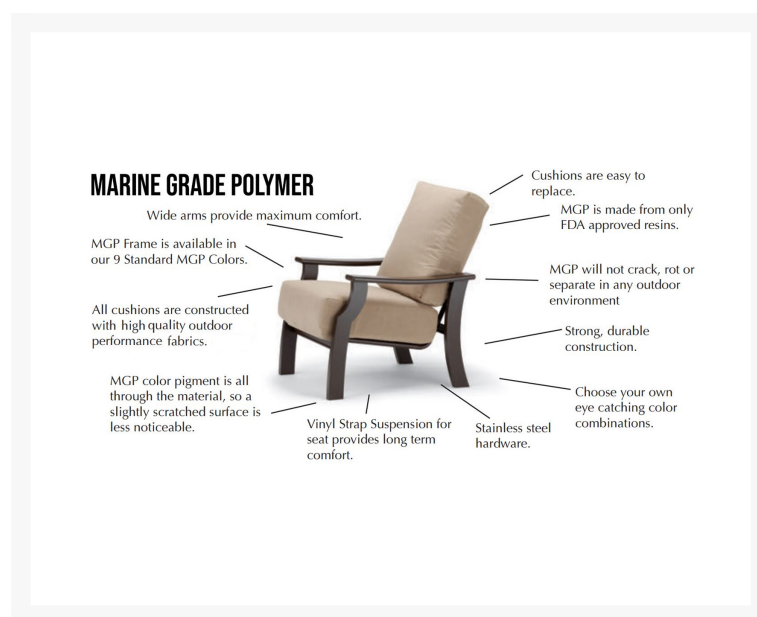 MARINE GRADE POLYMER
Wide arms provide maximum comfort.
MGP Frame is available in
our 9 Standard MGP Colors.
All cushions are constructed
with high quality outdoor
performance fabrics.
MGP color pigment is all
through the material, so a
slightly scratched surface is
less noticeable.
Vinyl Strap Suspension for
seat provides long term
comfort.
Stainless steel
hardware.
Cushions are easy to
replace.
MGP is made from only
FDA approved resins.
MGP will not crack, rot or
separate in any outdoor
environment
Strong, durable
construction.
Choose your own
eye catching color
combinations.